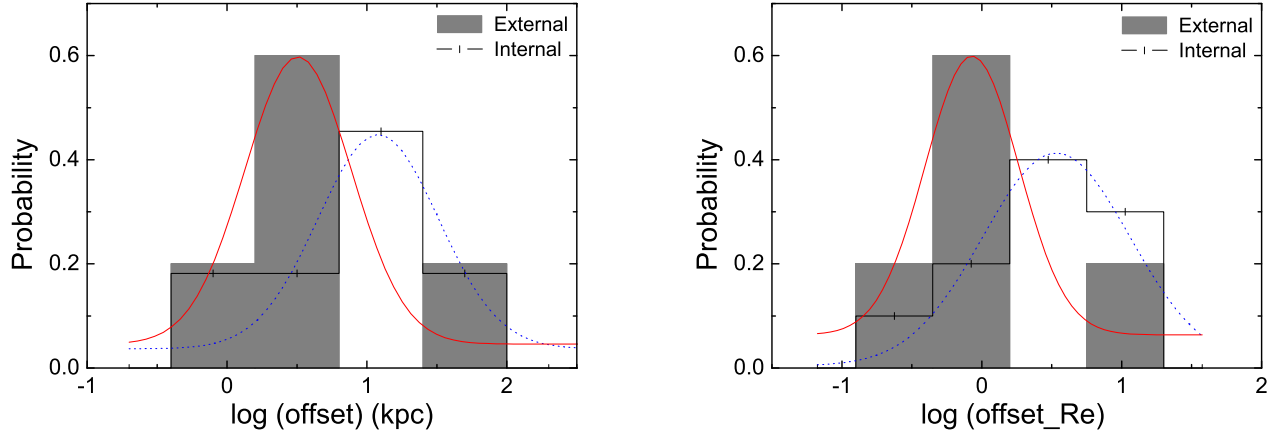 External
Internal
0.6
0.4
0.2
0.0
Probability
-1
0
1
2
log (offset) (kpc)
External
Internal
0.6
0.4
0.2
0.0
Probability
-1
0
1
2
log (offset_Re)